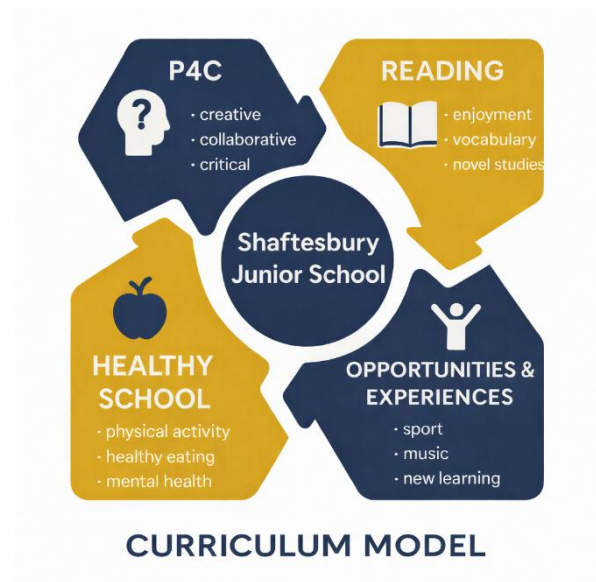 P4C
?
· creative
· collaborative
· critical
READING
· enjoyment
· vocabulary
· novel studies
Shaftesbury
Junior School
HEALTHY
SCHOOL
· physical activity
· healthy eating
· mental health
OPPORTUNITIES &
EXPERIENCES
· sport
· music
· new learning
CURRICULUM MODEL